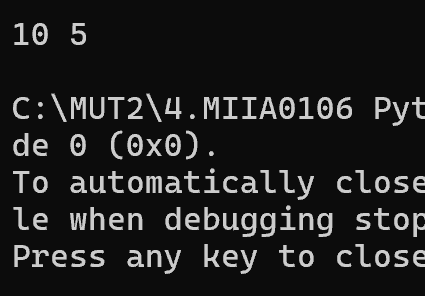 10 5
C:\MUT2\4.MIIA0106 Pyt
de 0 (0x0).
To automatically close
le when debugging stop
Press any key to close